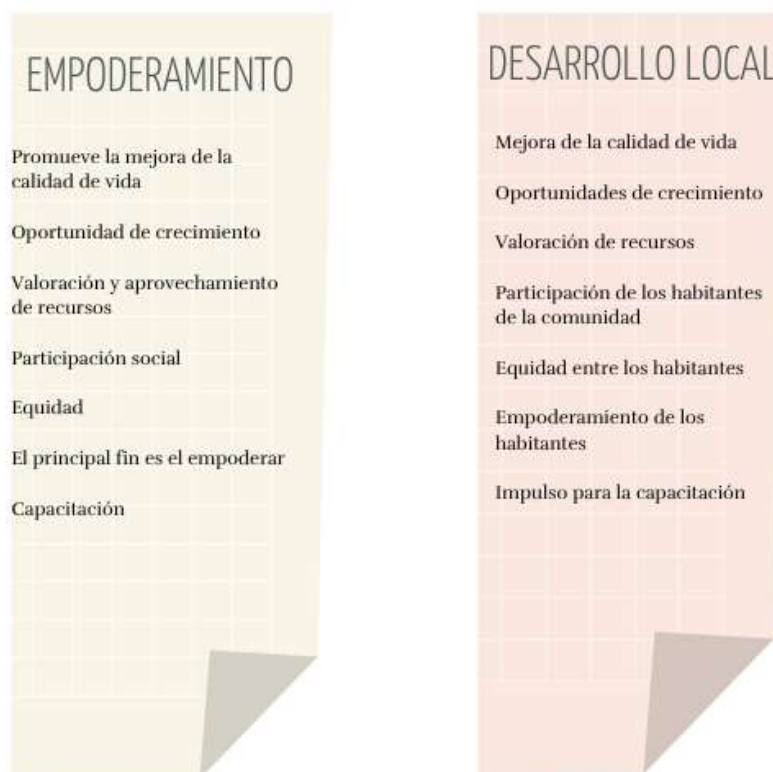 EMPODERAMIENTO
Promueve la mejora de la
calidad de vida
Oportunidad de crecimiento
Valoración y aprovechamiento
de recursos
Participación social
Equidad
El principal fin es el empoderar
Capacitación
DESARROLLO LOCAL
Mejora de la calidad de vida
Oportunidades de crecimiento
Valoración de recursos
Participación de los habitantes
de la comunidad
Equidad entre los habitantes
Empoderamiento de los
habitantes
Impulso para la capacitación